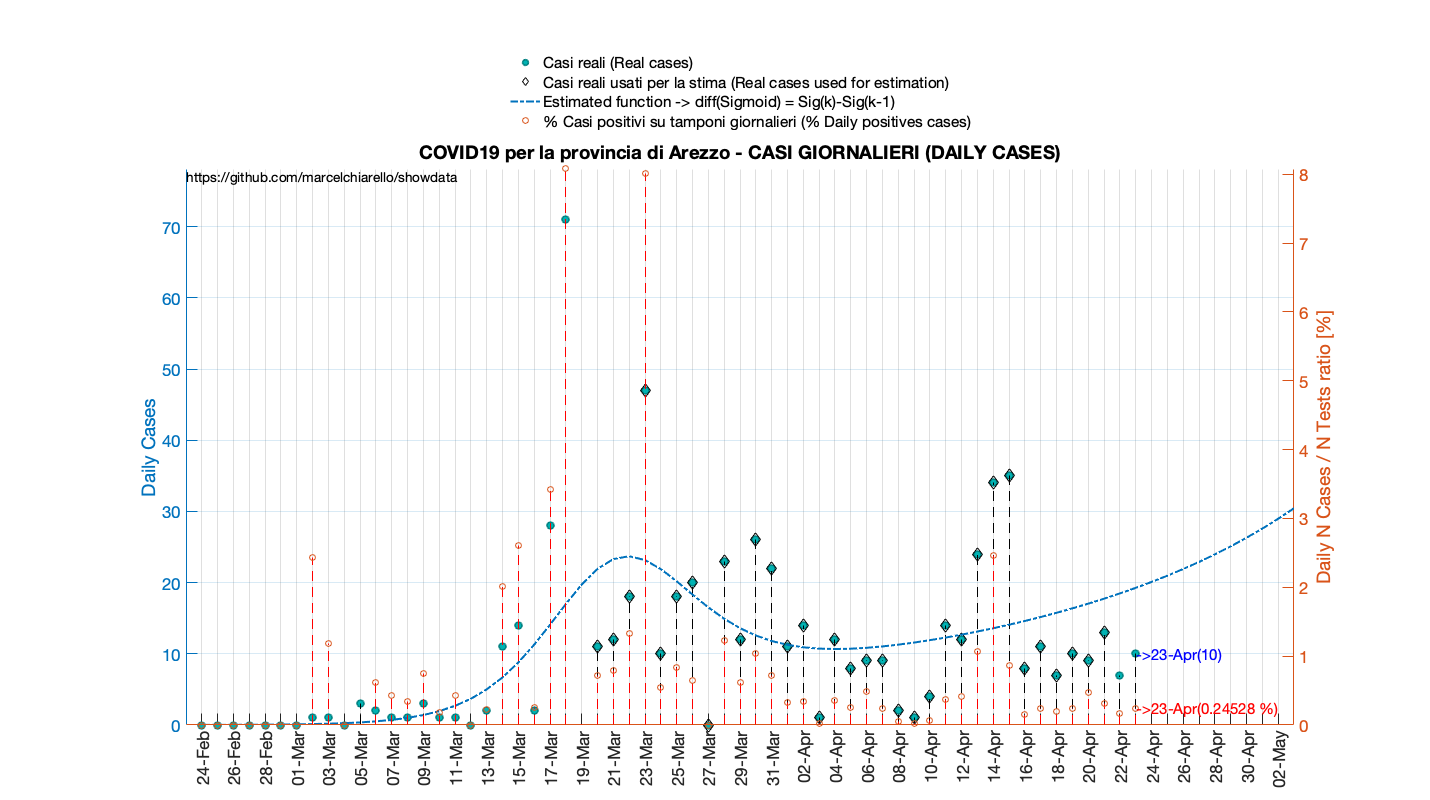 Casi reali (Real cases)
Casi reali usati per la stima (Real cases used for estimation)
Estimated function -> diff(Sigmoid) = Sig(k)-Sig(k-1)
% Casi positivi su tamponi giornalieri (% Daily positives cases)
COVID19 per la provincia di Arezzo - CASI GIORNALIERI (DAILY CASES)
https://github.com/marcelchiarello/showdata
Daily Cases
70
60
50
40
30
20
10
0
8
7
6
5
4
3
2
1
0
Daily N Cases / N Tests ratio [%]
->23-Apr(10)
->23-Apr(0.24528 %)
24-Feb
26-Feb
28-Feb
01-Mar
03-Mar
05-Mar
07-Mar
09-Mar
11-Mar
13-Mar
15-Mar
17-Mar
19-Mar
21-Mar
23-Mar
25-Mar
27-Mar
29-Mar
31-Mar
02-Apr
04-Apr
06-Apr
08-Apr
10-Apr
12-Apr
14-Apr
16-Apr
18-Apr
20-Apr
22-Apr
24-Apr
26-Apr
28-Apr
30-Apr
02-May